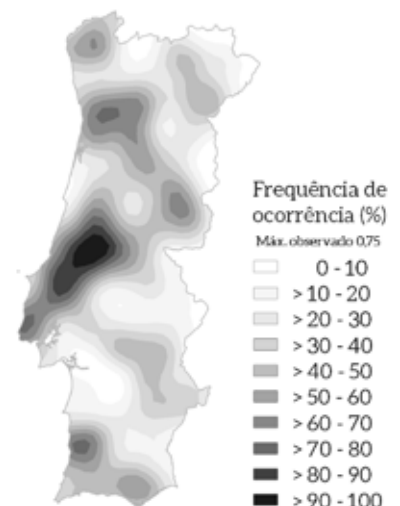 Frequência de
ocorrência (%)
Máx. observado 0,75
0 - 10
> 10 - 20
> 20 - 30
> 30 - 40
> 40 - 50
> 50 - 60
> 60 - 70
> 70 - 80
> 80 - 90
> 90 - 100